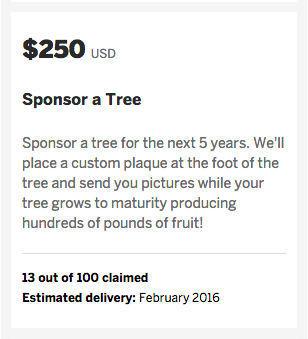 $250 USD
Sponsor a Tree
Sponsor a tree for the next 5 years. We'll
place a custom plaque at the foot of the
tree and send you pictures while your
tree grows to maturity producing
hundreds of pounds of fruit!
13 out of 100 claimed
Estimated delivery: February 2016